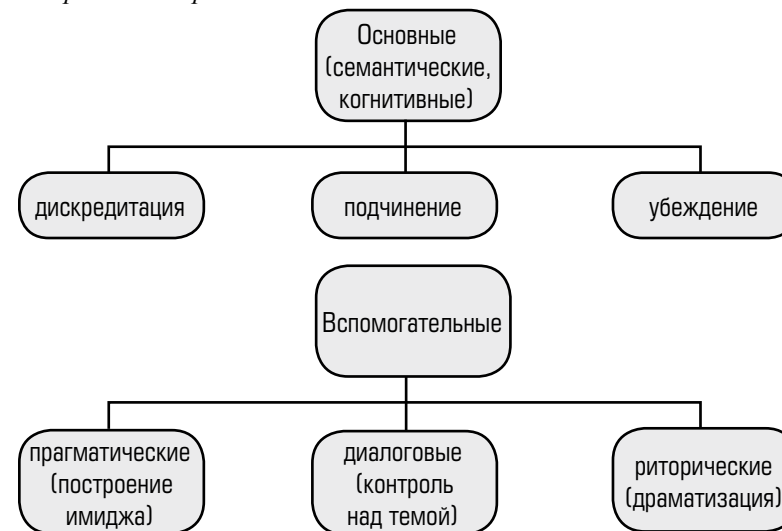 Основные
(семантические,
когнитивные)
дискредитация
подчинение
убеждение
Вспомогательные
прагматические
(построение
имиджа)
диалоговые
(контроль
над темой)
риторические
(драматизация)